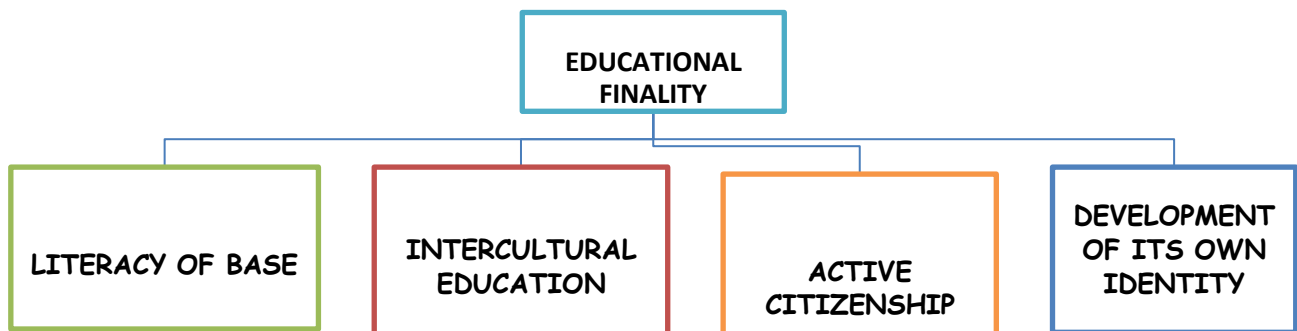 EDUCATIONAL
FINALITY
LITERACY OF BASE
INTERCULTURAL
EDUCATION
ACTIVE
CITIZENSHIP
DEVELOPMENT
OF ITS OWN
IDENTITY